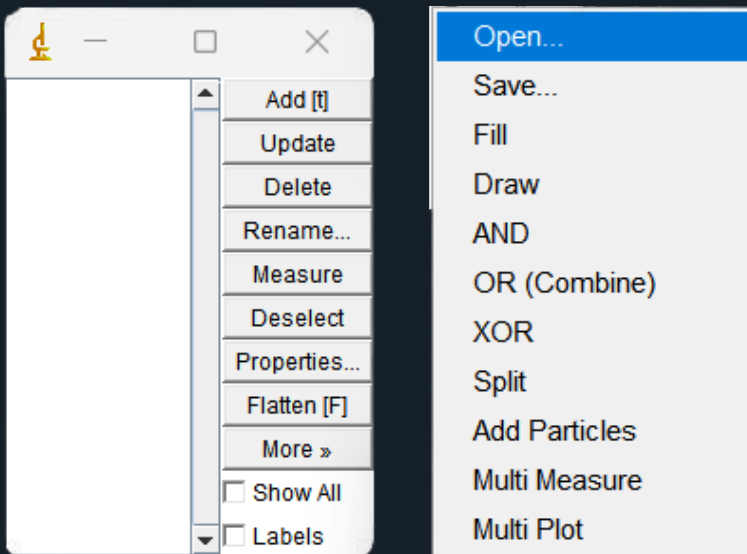 Add [t]
Update
Delete
Rename...
Measure
Deselect
Properties...
Flatten [F]
More »
Show All
Labels
Open...
Save...
Fill
Draw
AND
OR (Combine)
XOR
Split
Add Particles
Multi Measure
Multi Plot